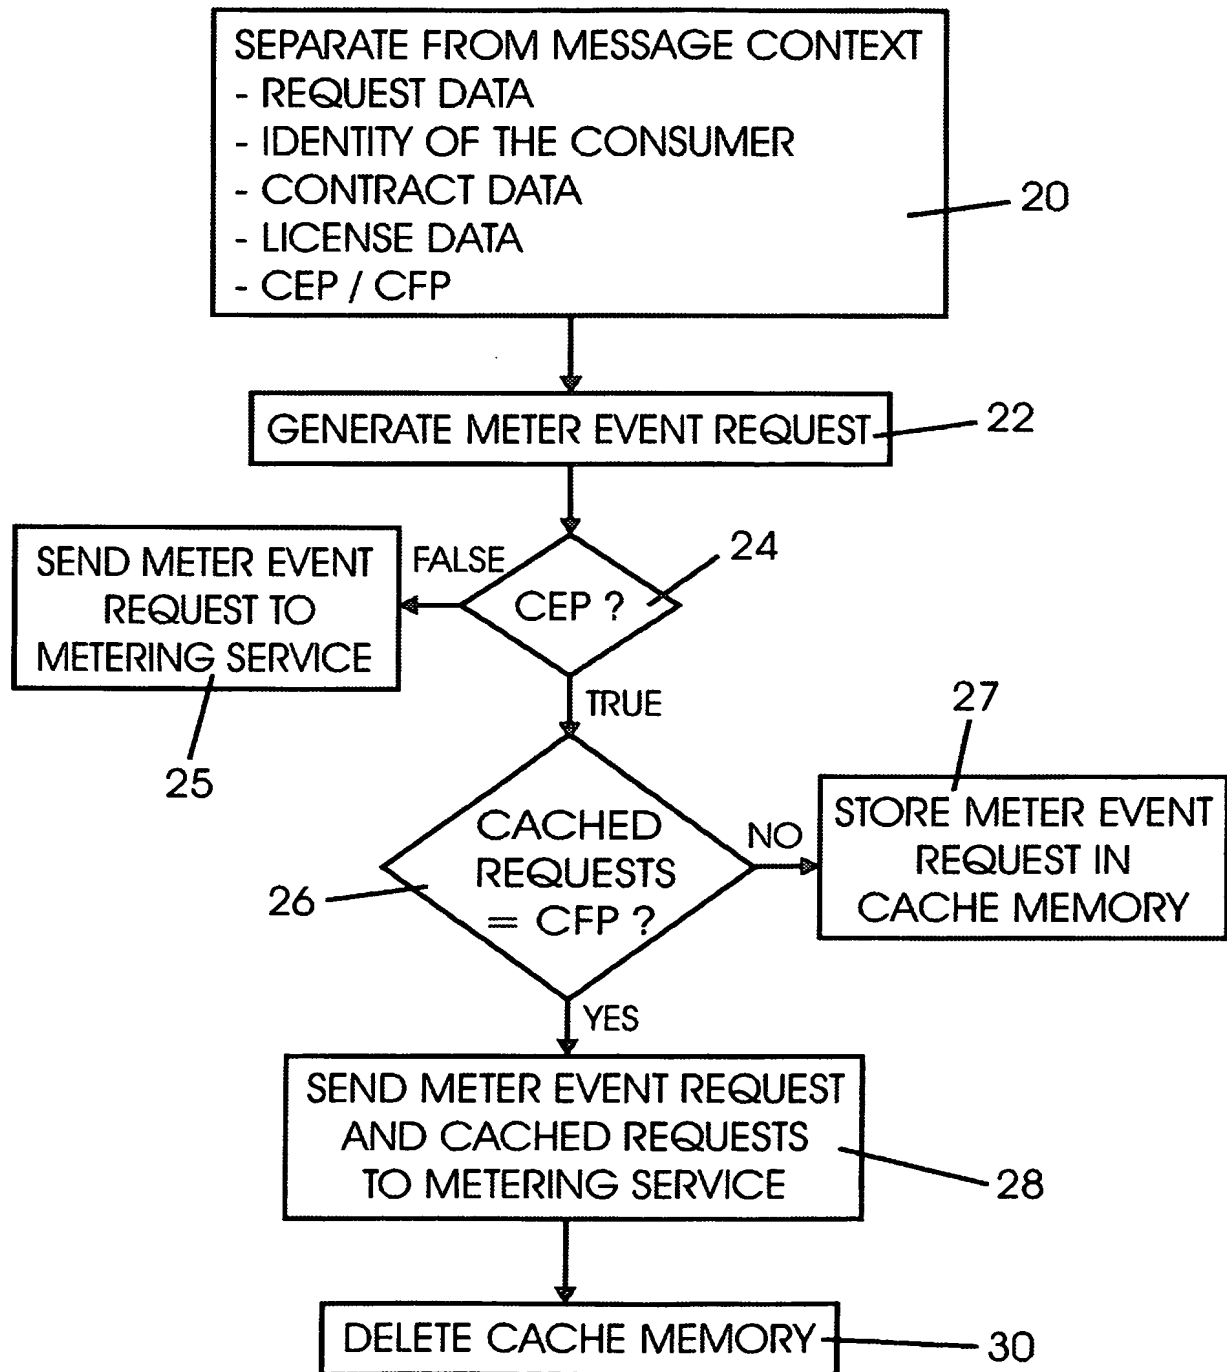 SEPARATE FROM MESSAGE CONTEXT
- REQUEST DATA
- IDENTITY OF THE CONSUMER
- CONTRACT DATA
- LICENSE DATA
- CEP / CFP
20
GENERATE METER EVENT REQUEST
22
CEP ?
24
FALSE
SEND METER EVENT
REQUEST TO
METERING SERVICE
25
TRUE
CACHED
REQUESTS
= CFP ?
26
NO
27
STORE METER EVENT
REQUEST IN
CACHE MEMORY
YES
SEND METER EVENT REQUEST
AND CACHED REQUESTS
TO METERING SERVICE
28
DELETE CACHE MEMORY
30